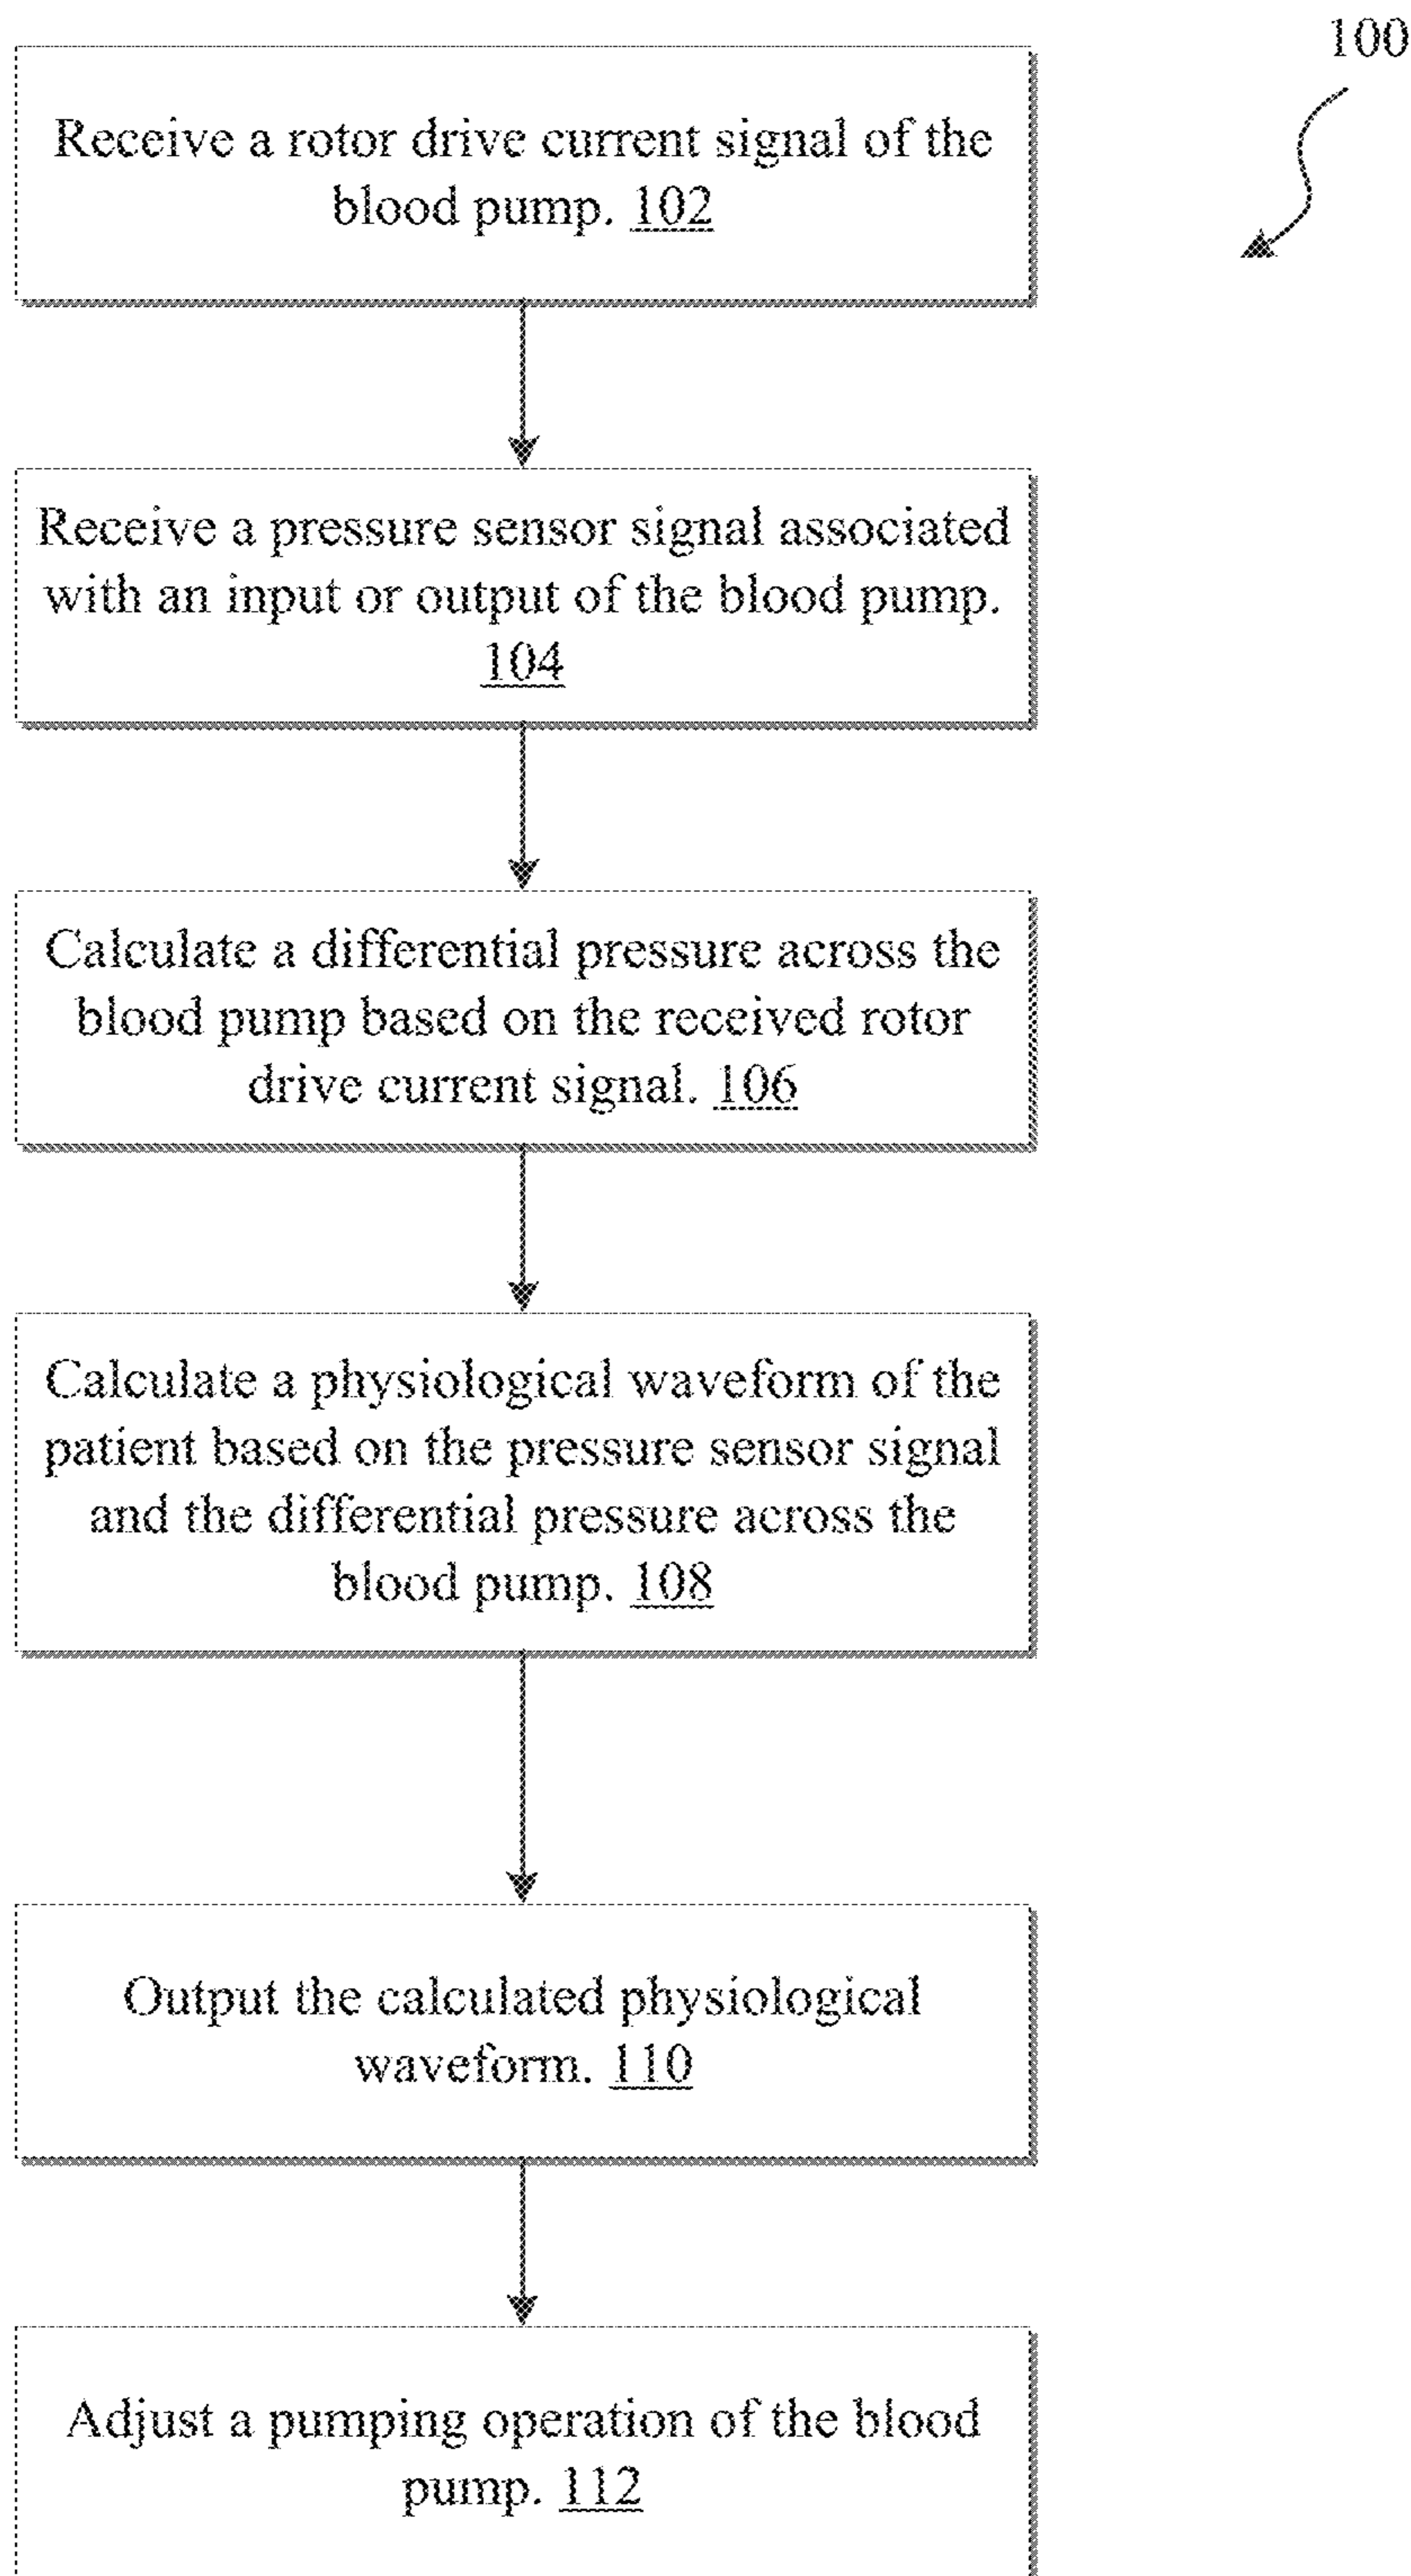 100
Receive a rotor drive current signal of the
blood pump. 102
Receive a pressure sensor signal associated
with an input or output of the blood pump.
104
Calculate a differential pressure across the
blood pump based on the received rotor
drive current signal. 106
Calculate a physiological waveform of the
patient based on the pressure sensor signal
and the differential pressure across the
blood pump. 108
Output the calculated physiological
waveform. 110
Adjust a pumping operation of the blood
pump. 112